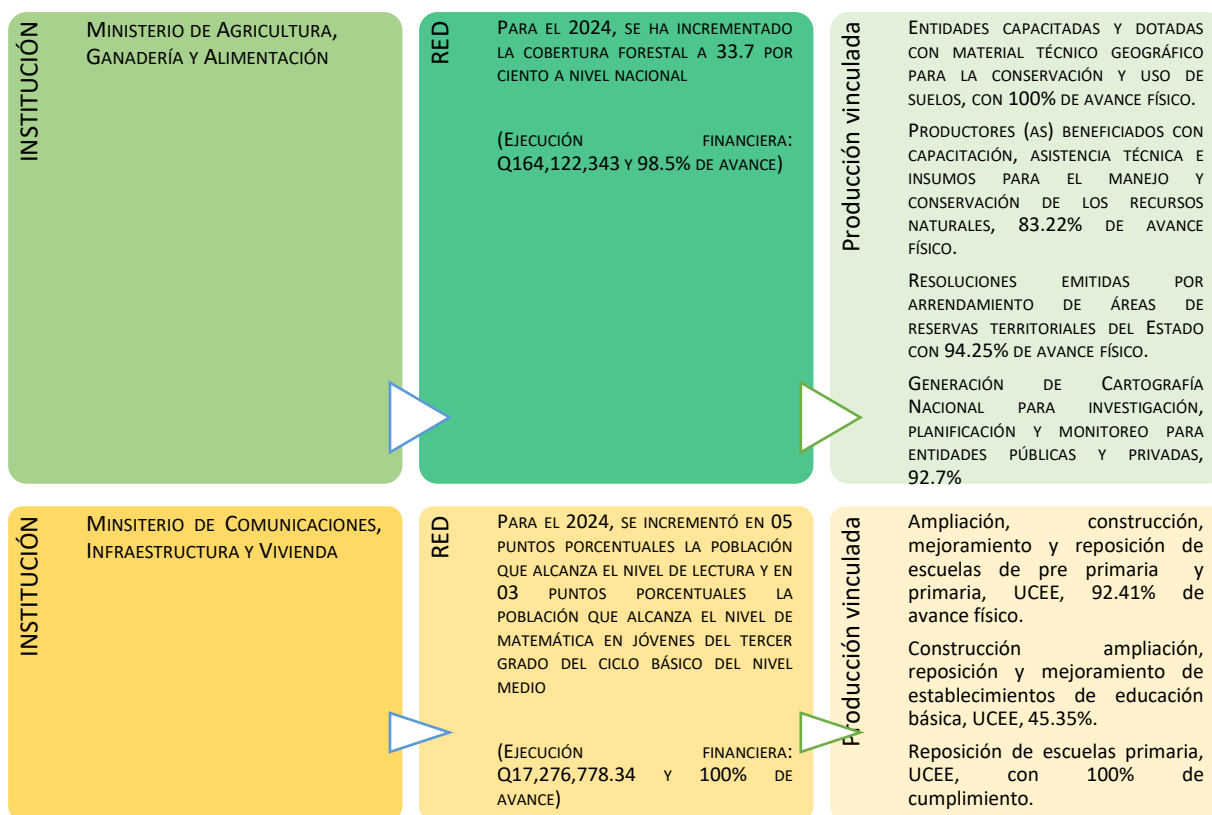 INSTITUCIÓN
MINISTERIO DE AGRICULTURA,
GANADERÍA Y ALIMENTACIÓN
RED
PARA EL 2024, SE HA INCREMENTADO
LA COBERTURA FORESTAL A 33.7 POR
CIENTO A NIVEL NACIONAL
(EJECUCIÓN FINANCIERA:
Q164,122,343 Y 98.5% DE AVANCE)
Producción vinculada
ENTIDADES CAPACITADAS Y DOTADAS
CON MATERIAL TÉCNICO GEOGRÁFICO
PARA LA CONSERVACIÓN Y USO DE
SUELOS, CON 100% DE AVANCE FÍSICO.
PRODUCTORES (AS) BENEFICIADOS CON
CAPACITACIÓN, ASISTENCIA TÉCNICA E
INSUMOS PARA EL MANEJO Y
CONSERVACIÓN DE LOS RECURSOS
NATURALES, 83.22% DE AVANCE
FÍSICO.
RESOLUCIONES EMITIDAS POR
ARRENDAMIENTO DE ÁREAS DE
RESERVAS TERRITORIALES DEL ESTADO
CON 94.25% DE AVANCE FÍSICO.
GENERACIÓN DE CARTOGRAFÍA
NACIONAL PARA INVESTIGACIÓN,
PLANIFICACIÓN Y MONITOREO PARA
ENTIDADES PÚBLICAS Y PRIVADAS,
92.7%
INSTITUCIÓN
MINSITERIO DE COMUNICACIONES,
INFRAESTRUCTURA Y VIVIENDA
RED
PARA EL 2024, SE INCREMENTÓ EN 05
PUNTOS PORCENTUALES LA POBLACIÓN
QUE ALCANZA EL NIVEL DE LECTURA Y EN
03 PUNTOS PORCENTUALES LA
POBLACIÓN QUE ALCANZA EL NIVEL DE
MATEMÁTICA EN JÓVENES DEL TERCER
GRADO DEL CICLO BÁSICO DEL NIVEL
MEDIO
(EJECUCIÓN FINANCIERA:
Q17,276,778.34 Y 100% DE
AVANCE)
Producción vinculada
Ampliación, construcción,
mejoramiento y reposición de
escuelas de pre primaria y
primaria, UCEE, 92.41% de
avance físico.
Construcción ampliación,
reposición y mejoramiento de
establecimientos de educación
básica, UCEE, 45.35%.
Reposición de escuelas primaria,
UCEE, con 100% de
cumplimiento.